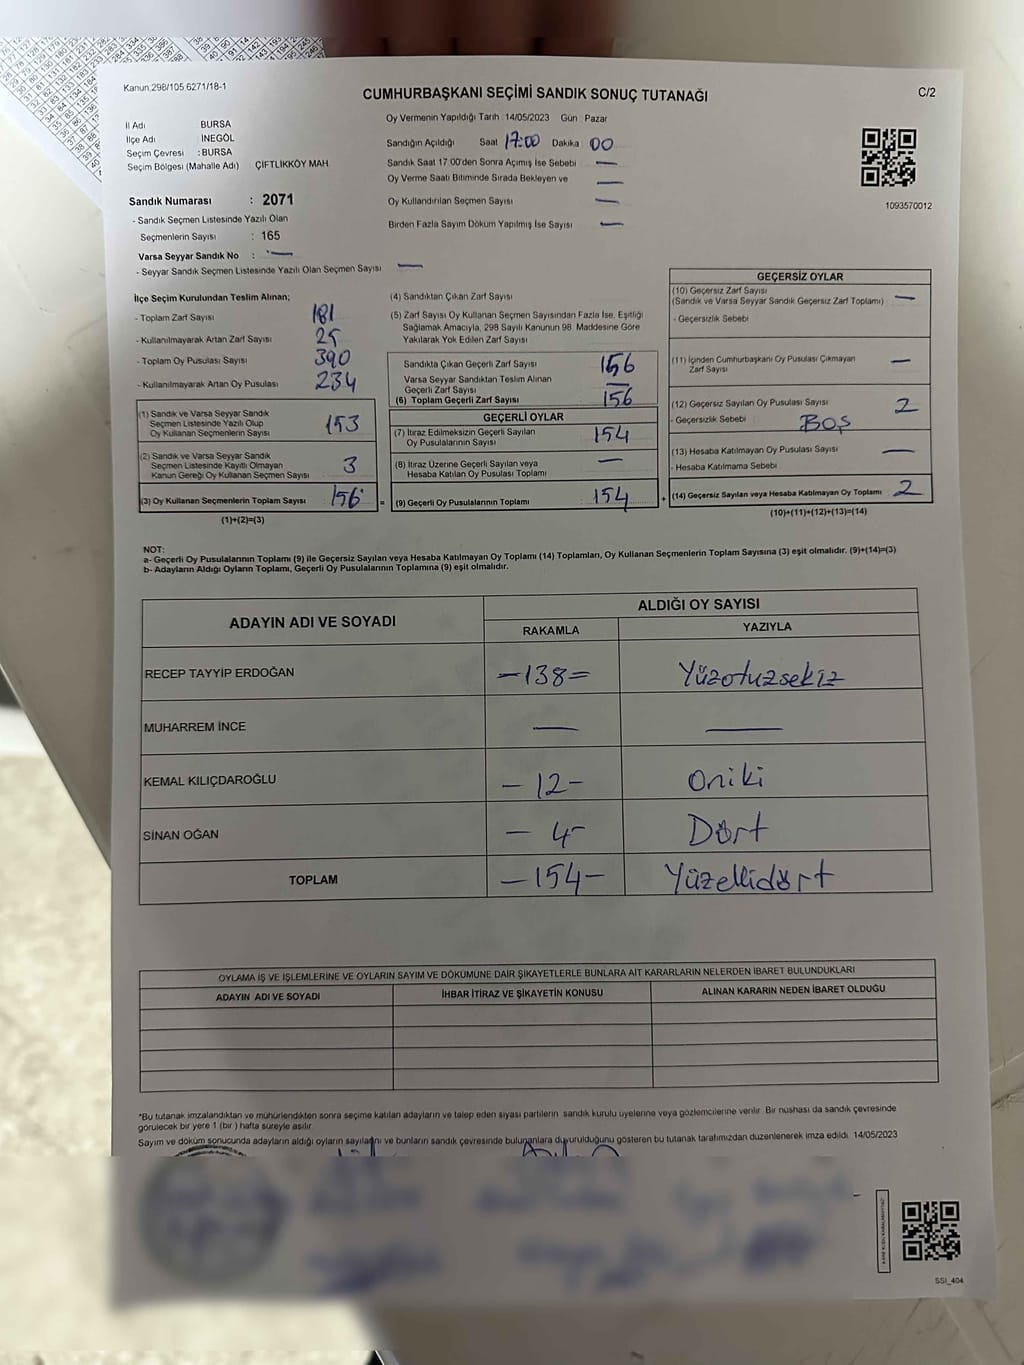 Kanun,298/105,6271/18-1
CUMHURBAŞKANI SEÇİMİ SANDIK SONUÇ TUTANAĞI
C/2
İl Adı BURSA
İlçe Adı İNEGÖL
Seçim Çevresi : BURSA
Seçim Bölgesi (Mahalle Adı) ÇİFTLİKKÖY MAH.
Oy Vermenin Yapıldığı Tarih : 14/05/2023 Gün Pazar
Sandığın Açıldığı Saat 17:00 Dakika 00
Sandık Saat 17.00'den Sonra Açımış İse Sebebi —
Oy Verme Saati Bitiminde Sırada Bekleyen ve —
Oy Kullandırılan Seçmen Sayısı —
Birden Fazla Sayım Döküm Yapılmış İse Sayısı —
1093570012
Sandık Numarası : 2071
- Sandık Seçmen Listesinde Yazılı Olan
Seçmenlerin Sayısı : 165
Varsa Seyyar Sandık No : —
- Seyyar Sandık Seçmen Listesinde Yazılı Olan Seçmen Sayısı —
İlçe Seçim Kurulundan Teslim Alınan;
- Toplam Zarf Sayısı 181
- Kullanılmayarak Artan Zarf Sayısı 25
- Toplam Oy Pusulası Sayısı 390
- Kullanılmayarak Artan Oy Pusulası 234
(1) Sandık ve Varsa Seyyar Sandık
Seçmen Listesinde Yazılı Olup
Oy Kullanan Seçmenlerin Sayısı 153
(2) Sandık ve Varsa Seyyar Sandık
Seçmen Listesinde Kayıtlı Olmayan
Kanun Gereği Oy Kullanan Seçmen Sayısı 3
(3) Oy Kullanan Seçmenlerin Toplam Sayısı 156 =
(1)+(2)=(3)
(4) Sandıktan Çıkan Zarf Sayısı
(5) Zarf Sayısı Oy Kullanan Seçmen Sayısından Fazla İse, Eşitliği
Sağlamak Amacıyla, 298 Sayılı Kanunun 98. Maddesine Göre
Yakılarak Yok Edilen Zarf Sayısı
Sandıkta Çıkan Geçerli Zarf Sayısı 156
Varsa Seyyar Sandıktan Teslim Alınan
Geçerli Zarf Sayısı —
(6) Toplam Geçerli Zarf Sayısı 156
GEÇERLİ OYLAR
(7) İtiraz Edilmeksizin Geçerli Sayılan
Oy Pusulalarının Sayısı 154
(8) İtiraz Üzerine Geçerli Sayılan veya
Hesaba Katılan Oy Pusulası Toplamı —
(9) Geçerli Oy Pusulalarının Toplamı 154 +
GEÇERSİZ OYLAR
(10) Geçersiz Zarf Sayısı
(Sandık ve Varsa Seyyar Sandık Geçersiz Zarf Toplamı) —
- Geçersizlik Sebebi
(11) İçinden Cumhurbaşkanı Oy Pusulası Çıkmayan
Zarf Sayısı —
(12) Geçersiz Sayılan Oy Pusulası Sayısı 2
- Geçersizlik Sebebi BOŞ
(13) Hesaba Katılmayan Oy Pusulası Sayısı —
- Hesaba Katılmama Sebebi
(14) Geçersiz Sayılan veya Hesaba Katılmayan Oy Toplamı 2
(10)+(11)+(12)+(13)=(14)
NOT:
a- Geçerli Oy Pusulalarının Toplamı (9) ile Geçersiz Sayılan veya Hesaba Katılmayan Oy Toplamı (14) Toplamları, Oy Kullanan Seçmenlerin Toplam Sayısına (3) eşit olmalıdır. (9)+(14)=(3)
b- Adayların Aldığı Oyların Toplamı, Geçerli Oy Pusulalarının Toplamına (9) eşit olmalıdır.
ADAYIN ADI VE SOYADI ALDIĞI OY SAYISI
RAKAMLA YAZIYLA
RECEP TAYYİP ERDOĞAN —138= Yüzotuzsekiz
MUHARREM İNCE — —
KEMAL KILIÇDAROĞLU —12— Oniki
SİNAN OĞAN —4— Dört
TOPLAM —154— Yüzellidört
OYLAMA İŞ VE İŞLEMLERİNE VE OYLARIN SAYIM VE DÖKÜMÜNE DAİR ŞİKAYETLERLE BUNLARA AİT KARARLARIN NELERDEN İBARET BULUNDUKLARI
ADAYIN ADI VE SOYADI İHBAR İTİRAZ VE ŞİKAYETİN KONUSU ALINAN KARARIN NEDEN İBARET OLDUĞU
*Bu tutanak imzalandıktan ve mühürlendikten sonra seçime katılan adayların ve talep eden siyasi partilerin sandık kurulu üyelerine veya gözlemcilerine verilir. Bir nüshası da sandık çevresinde
görülecek bir yere 1 (bir) hafta süreyle asılır.
Sayım ve döküm sonucunda adayların aldığı oyların sayılarını ve bunların sandık çevresinde bulunanlara duyurulduğunu gösteren bu tutanak tarafımızdan düzenlenerek imza edildi. 14/05/2023
SSI_404